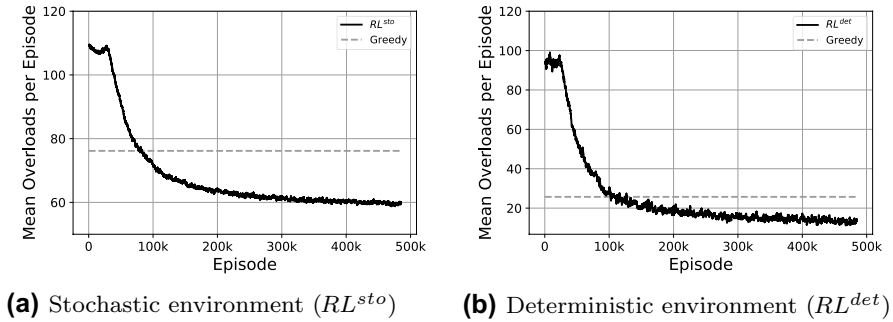 120
100
80
60
Mean Overloads per Episode
0
100k
200k
300k
400k
500k
Episode
RL^sto
Greedy
120
100
80
60
40
20
Mean Overloads per Episode
0
100k
200k
300k
400k
500k
Episode
RL^det
Greedy
(a) Stochastic environment (RL^sto)
(b) Deterministic environment (RL^det)